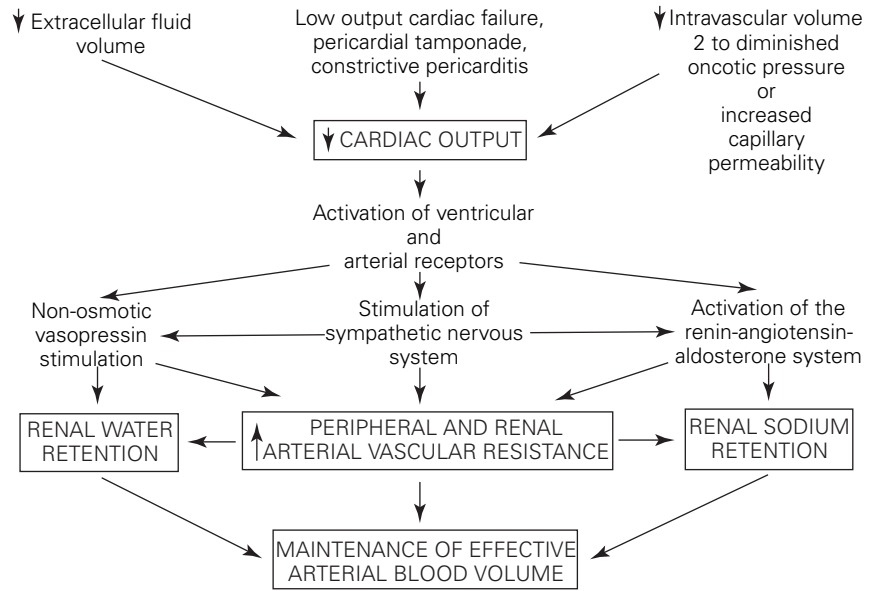 Extracellular fluid
volume
Low output cardiac failure,
pericardial tamponade,
constrictive pericarditis
Intravascular volume
2 to diminished
oncotic pressure
or
increased
capillary
permeability
CARDIAC OUTPUT
Activation of ventricular
and
arterial receptors
Non-osmotic
vasopressin
stimulation
Stimulation of
sympathetic nervous
system
Activation of the
renin-angiotensin-
aldosterone system
RENAL WATER
RETENTION
PERIPHERAL AND RENAL
ARTERIAL VASCULAR RESISTANCE
RENAL SODIUM
RETENTION
MAINTENANCE OF EFFECTIVE
ARTERIAL BLOOD VOLUME